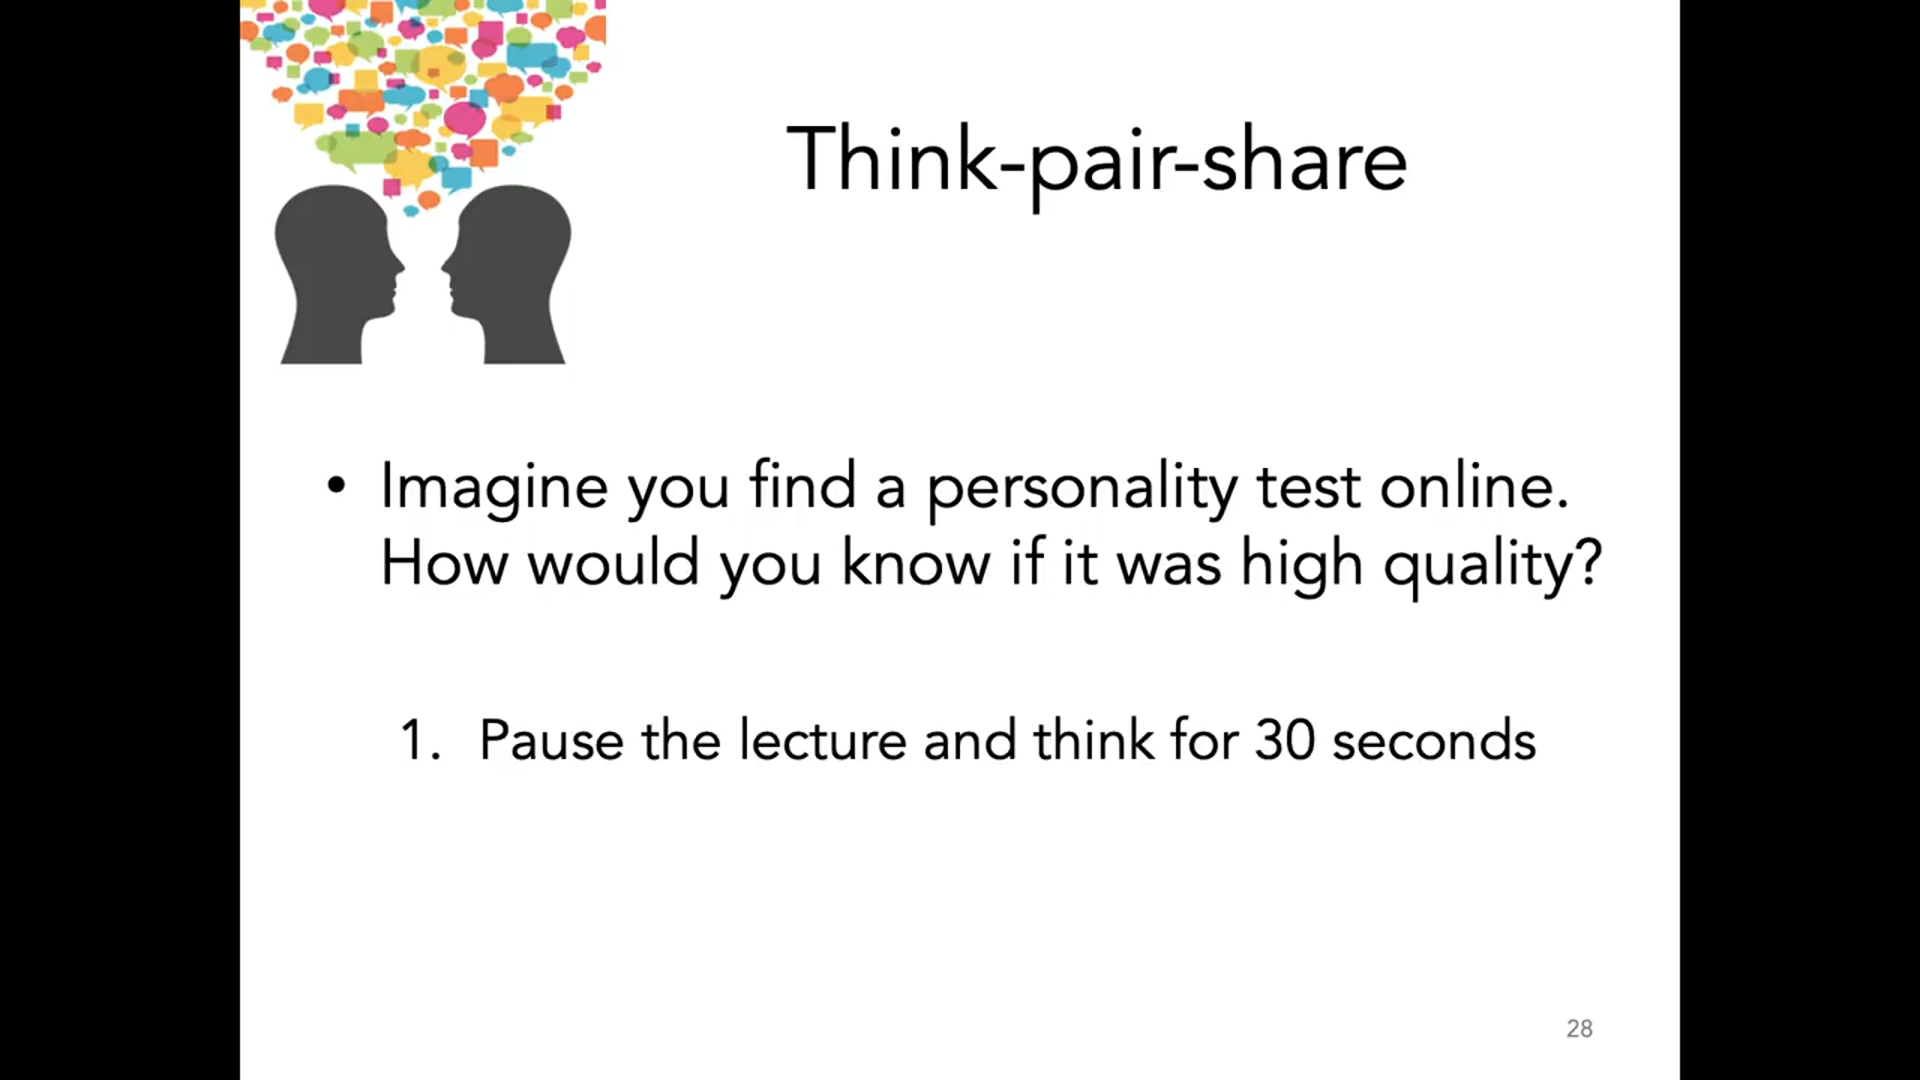 Think-pair-share
• Imagine you find a personality test online.
How would you know if it was high quality?
1. Pause the lecture and think for 30 seconds
28